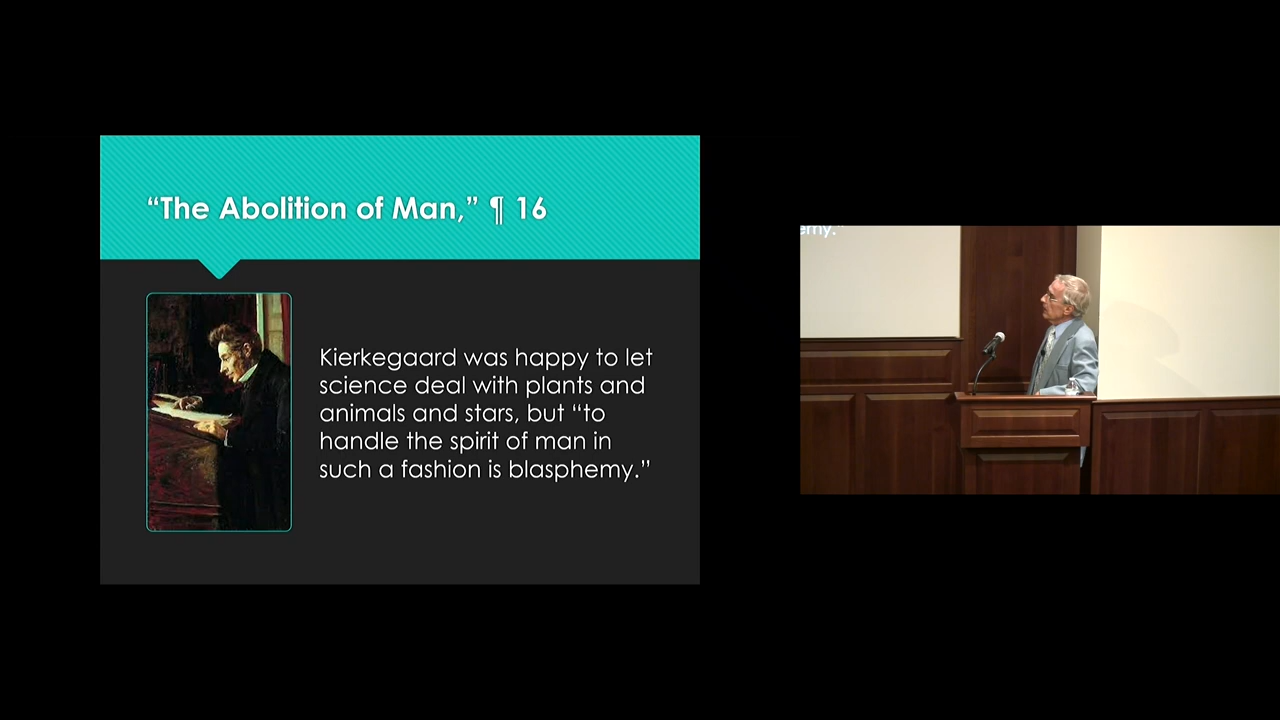 “The Abolition of Man,” ¶ 16
Kierkegaard was happy to let
science deal with plants and
animals and stars, but “to
handle the spirit of man in
such a fashion is blasphemy.”
emy.”